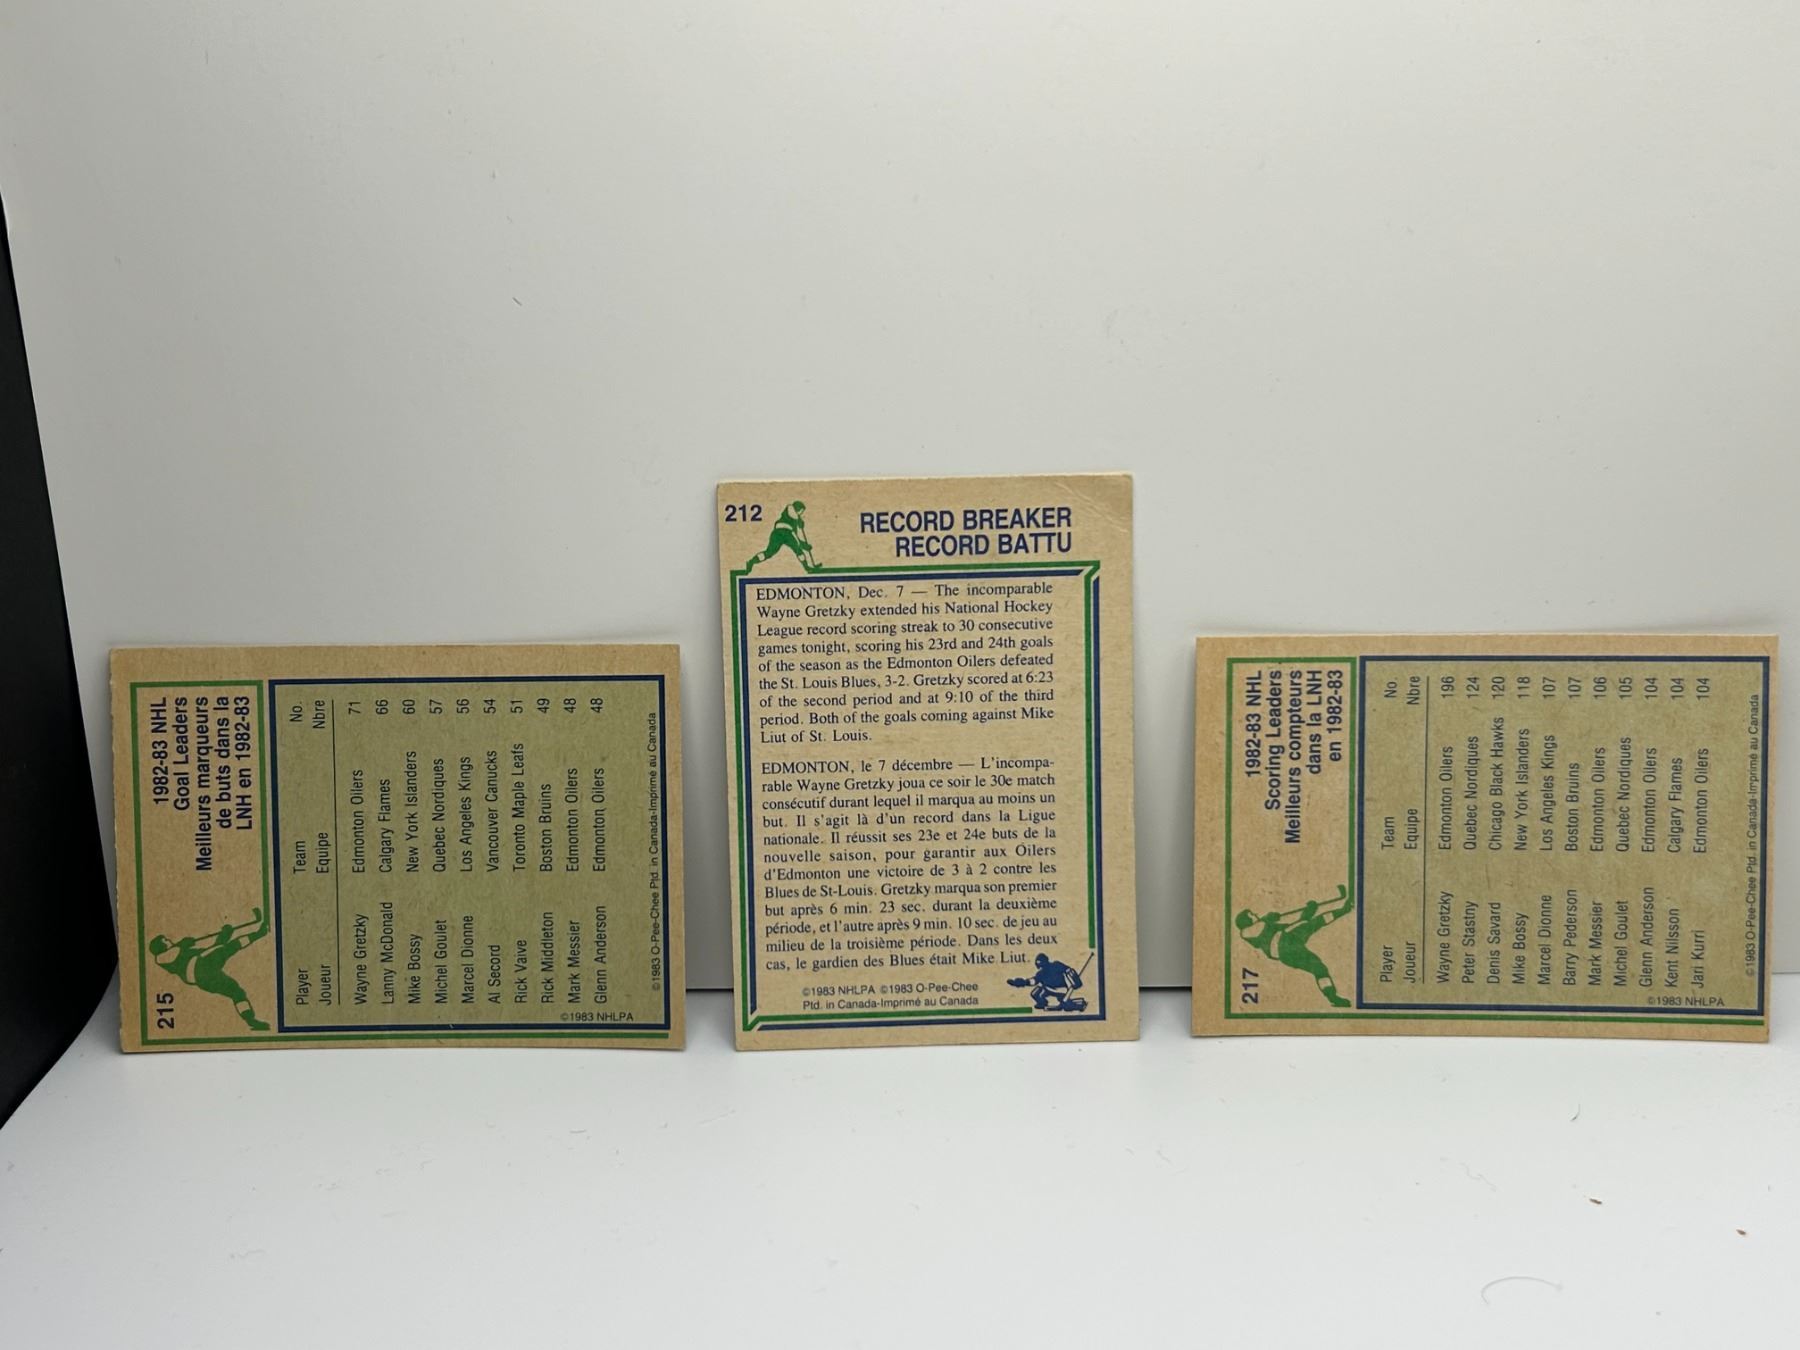 215
1982-83 NHL
Goal Leaders
Meilleurs marqueurs
de buts dans la
LNH en 1982-83
Player Team No.
Joueur Equipe Nbre
Wayne Gretzky Edmonton Oilers 71
Lanny McDonald Calgary Flames 66
Mike Bossy New York Islanders 60
Michel Goulet Quebec Nordiques 57
Marcel Dionne Los Angeles Kings 56
Al Secord Vancouver Canucks 54
Rick Vaive Toronto Maple Leafs 51
Rick Middleton Boston Bruins 49
Mark Messier Edmonton Oilers 48
Glenn Anderson Edmonton Oilers 48
©1983 NHLPA
©1983 O-Pee-Chee Ptd. in Canada-Imprimé au Canada
212
RECORD BREAKER
RECORD BATTU
EDMONTON, Dec. 7 — The incomparable
Wayne Gretzky extended his National Hockey
League record scoring streak to 30 consecutive
games tonight, scoring his 23rd and 24th goals
of the season as the Edmonton Oilers defeated
the St. Louis Blues, 3-2. Gretzky scored at 6:23
of the second period and at 9:10 of the third
period. Both of the goals coming against Mike
Liut of St. Louis.
EDMONTON, le 7 décembre — L'incompa-
rable Wayne Gretzky joua ce soir le 30e match
consécutif durant lequel il marqua au moins un
but. Il s'agit là d'un record dans la Ligue
nationale. Il réussit ses 23e et 24e buts de la
nouvelle saison, pour garantir aux Oilers
d'Edmonton une victoire de 3 à 2 contre les
Blues de St-Louis. Gretzky marqua son premier
but après 6 min. 23 sec. durant la deuxième
période, et l'autre après 9 min. 10 sec. de jeu au
milieu de la troisième période. Dans les deux
cas, le gardien des Blues était Mike Liut.
©1983 NHLPA ©1983 O-Pee-Chee
Ptd. in Canada-Imprimé au Canada
217
1982-83 NHL
Scoring Leaders
Meilleurs compteurs
dans la LNH
en 1982-83
Player Team No.
Joueur Equipe Nbre
Wayne Gretzky Edmonton Oilers 196
Peter Stastny Quebec Nordiques 124
Denis Savard Chicago Black Hawks 120
Mike Bossy New York Islanders 118
Marcel Dionne Los Angeles Kings 107
Barry Pederson Boston Bruins 107
Mark Messier Edmonton Oilers 106
Michel Goulet Quebec Nordiques 105
Glenn Anderson Edmonton Oilers 104
Kent Nilsson Calgary Flames 104
Jari Kurri Edmonton Oilers 104
©1983 NHLPA
©1983 O-Pee-Chee Ptd. in Canada-Imprimé au Canada